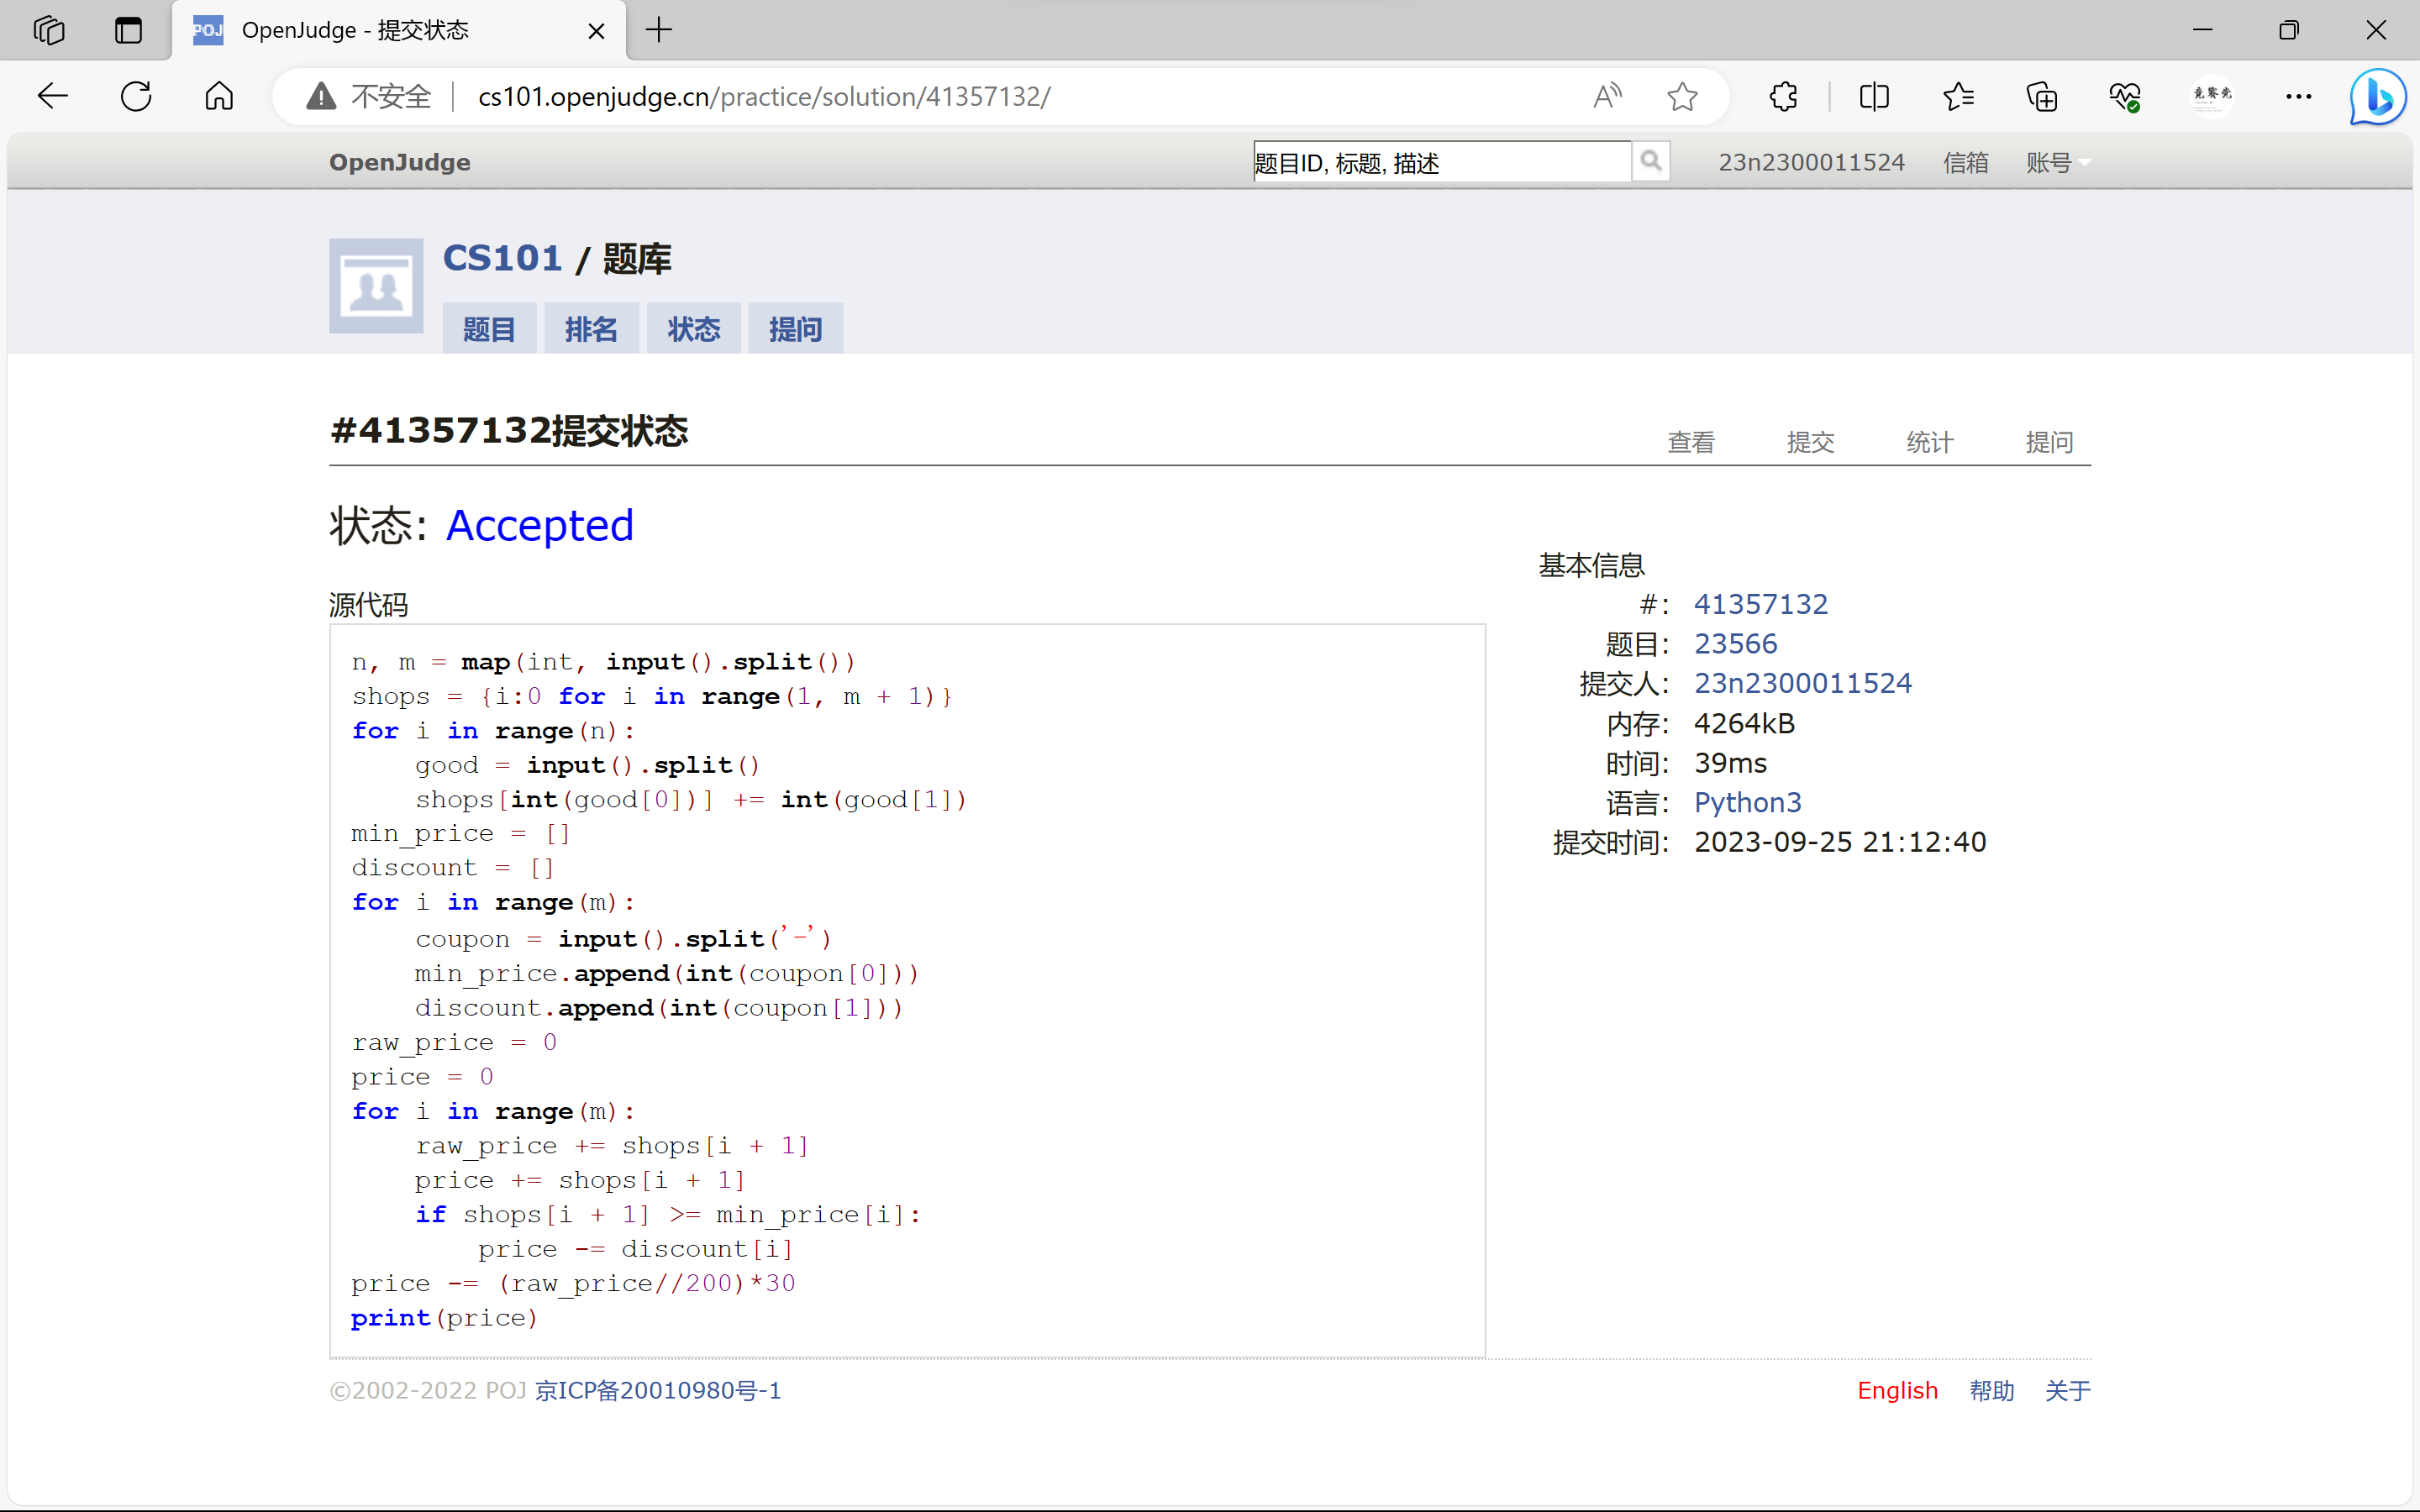 POJ OpenJudge - 提交状态
不安全 cs101.openjudge.cn/practice/solution/41357132/
竞赛党
OpenJudge 题目ID, 标题, 描述 23n2300011524 信箱 账号
CS101 / 题库
题目 排名 状态 提问
#41357132提交状态 查看 提交 统计 提问
状态: Accepted
源代码
n, m = map(int, input().split())
shops = {i:0 for i in range(1, m + 1)}
for i in range(n):
    good = input().split()
    shops[int(good[0])] += int(good[1])
min_price = []
discount = []
for i in range(m):
    coupon = input().split('-')
    min_price.append(int(coupon[0]))
    discount.append(int(coupon[1]))
raw_price = 0
price = 0
for i in range(m):
    raw_price += shops[i + 1]
    price += shops[i + 1]
    if shops[i + 1] >= min_price[i]:
        price -= discount[i]
price -= (raw_price//200)*30
print(price)
基本信息
#: 41357132
题目: 23566
提交人: 23n2300011524
内存: 4264kB
时间: 39ms
语言: Python3
提交时间: 2023-09-25 21:12:40
©2002-2022 POJ 京ICP备20010980号-1 English 帮助 关于